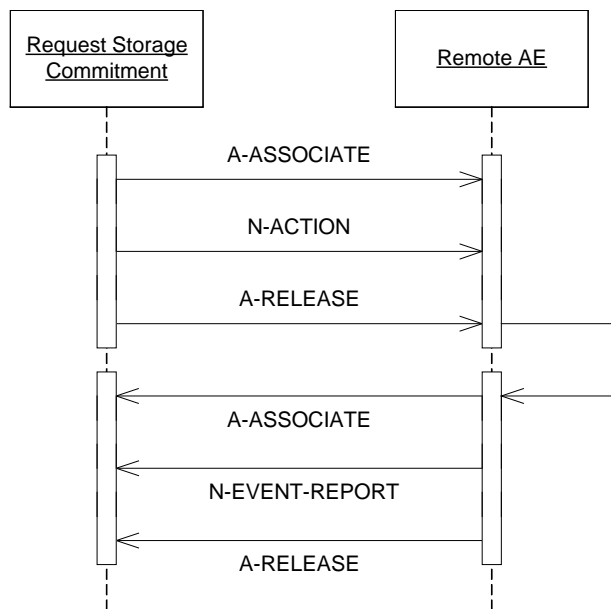 Request Storage
Commitment
Remote AE
A-ASSOCIATE
N-ACTION
A-RELEASE
A-ASSOCIATE
N-EVENT-REPORT
A-RELEASE